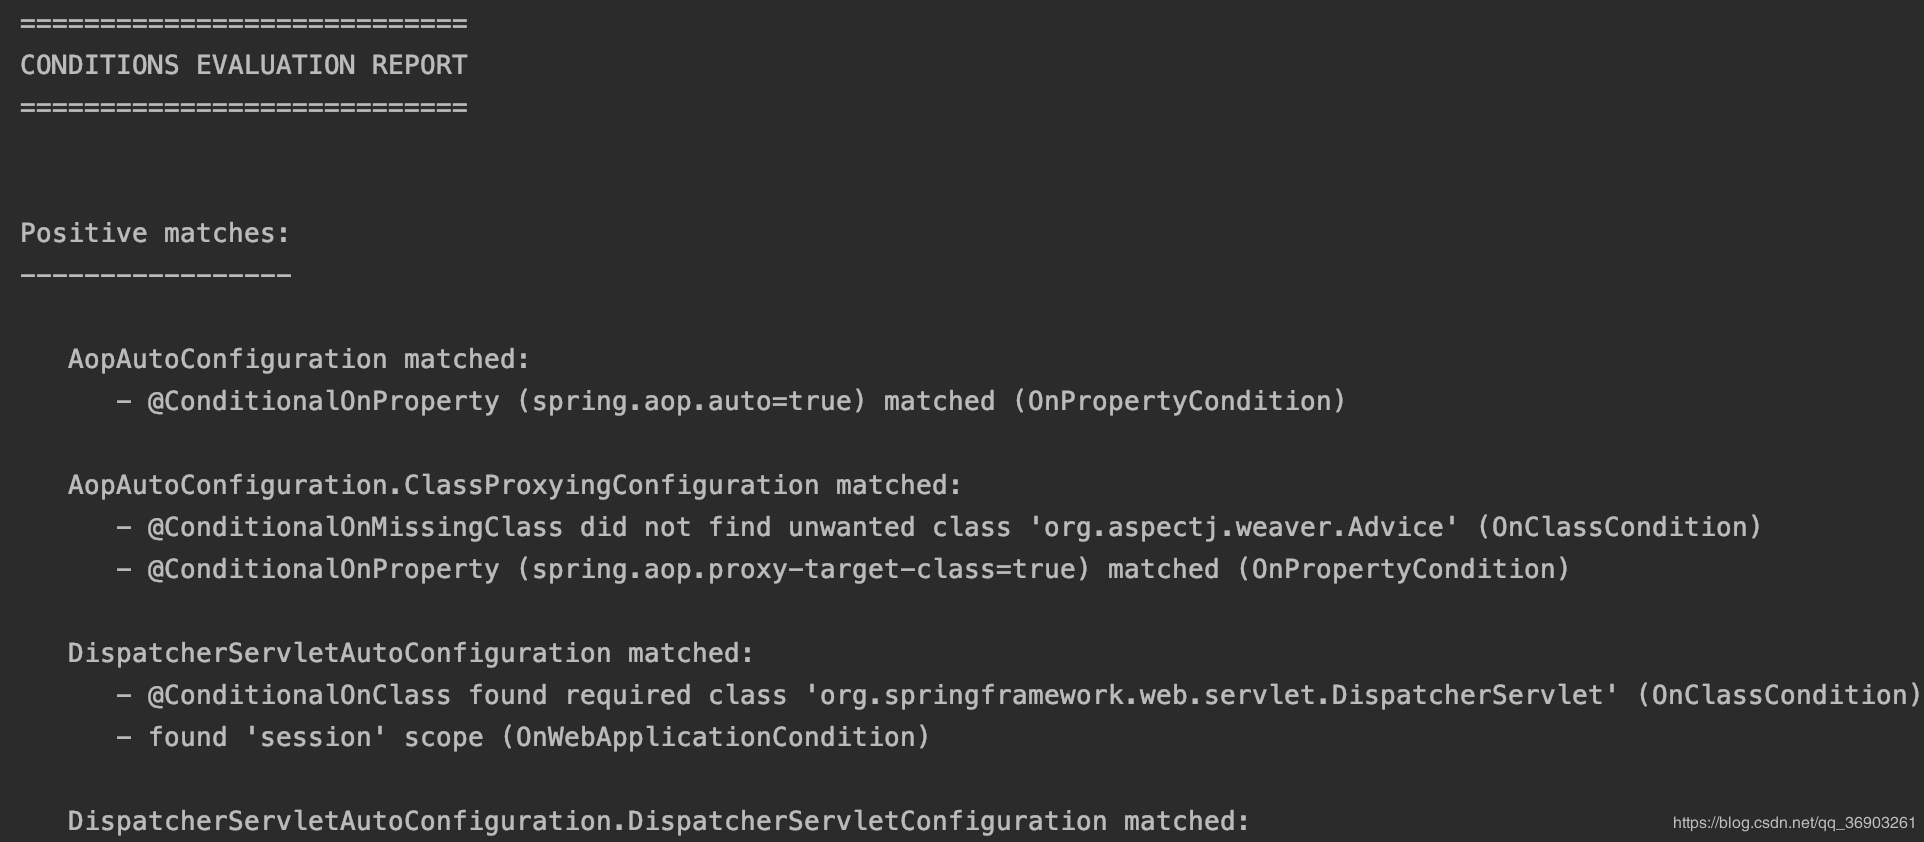 ============================
CONDITIONS EVALUATION REPORT
============================
Positive matches:
-----------------
AopAutoConfiguration matched:
- @ConditionalOnProperty (spring.aop.auto=true) matched (OnPropertyCondition)
AopAutoConfiguration.ClassProxyingConfiguration matched:
- @ConditionalOnMissingClass did not find unwanted class 'org.aspectj.weaver.Advice' (OnClassCondition)
- @ConditionalOnProperty (spring.aop.proxy-target-class=true) matched (OnPropertyCondition)
DispatcherServletAutoConfiguration matched:
- @ConditionalOnClass found required class 'org.springframework.web.servlet.DispatcherServlet' (OnClassCondition)
- found 'session' scope (OnWebApplicationCondition)
DispatcherServletAutoConfiguration.DispatcherServletConfiguration matched:
https://blog.csdn.net/qq_36903261